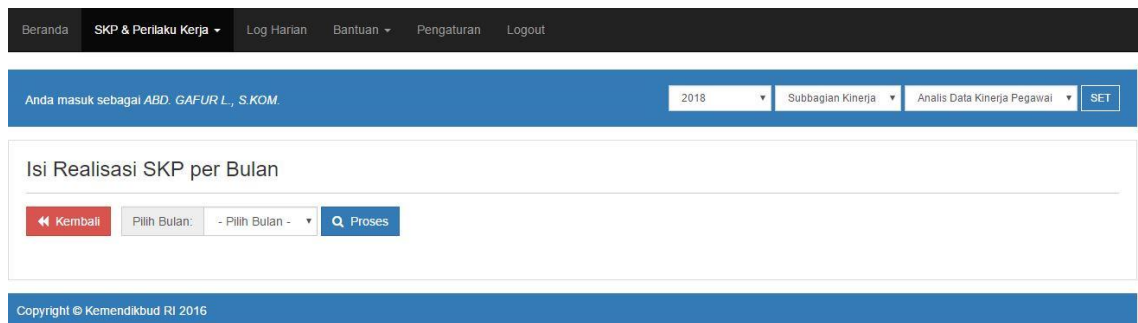 Beranda SKP & Perilaku Kerja Log Harian Bantuan Pengaturan Logout
Anda masuk sebagai ABD. GAFUR L., S.KOM. 2018 Subbagian Kinerja Analis Data Kinerja Pegawai SET
Isi Realisasi SKP per Bulan
Kembali Pilih Bulan: - Pilih Bulan - Proses
Copyright © Kemendikbud RI 2016